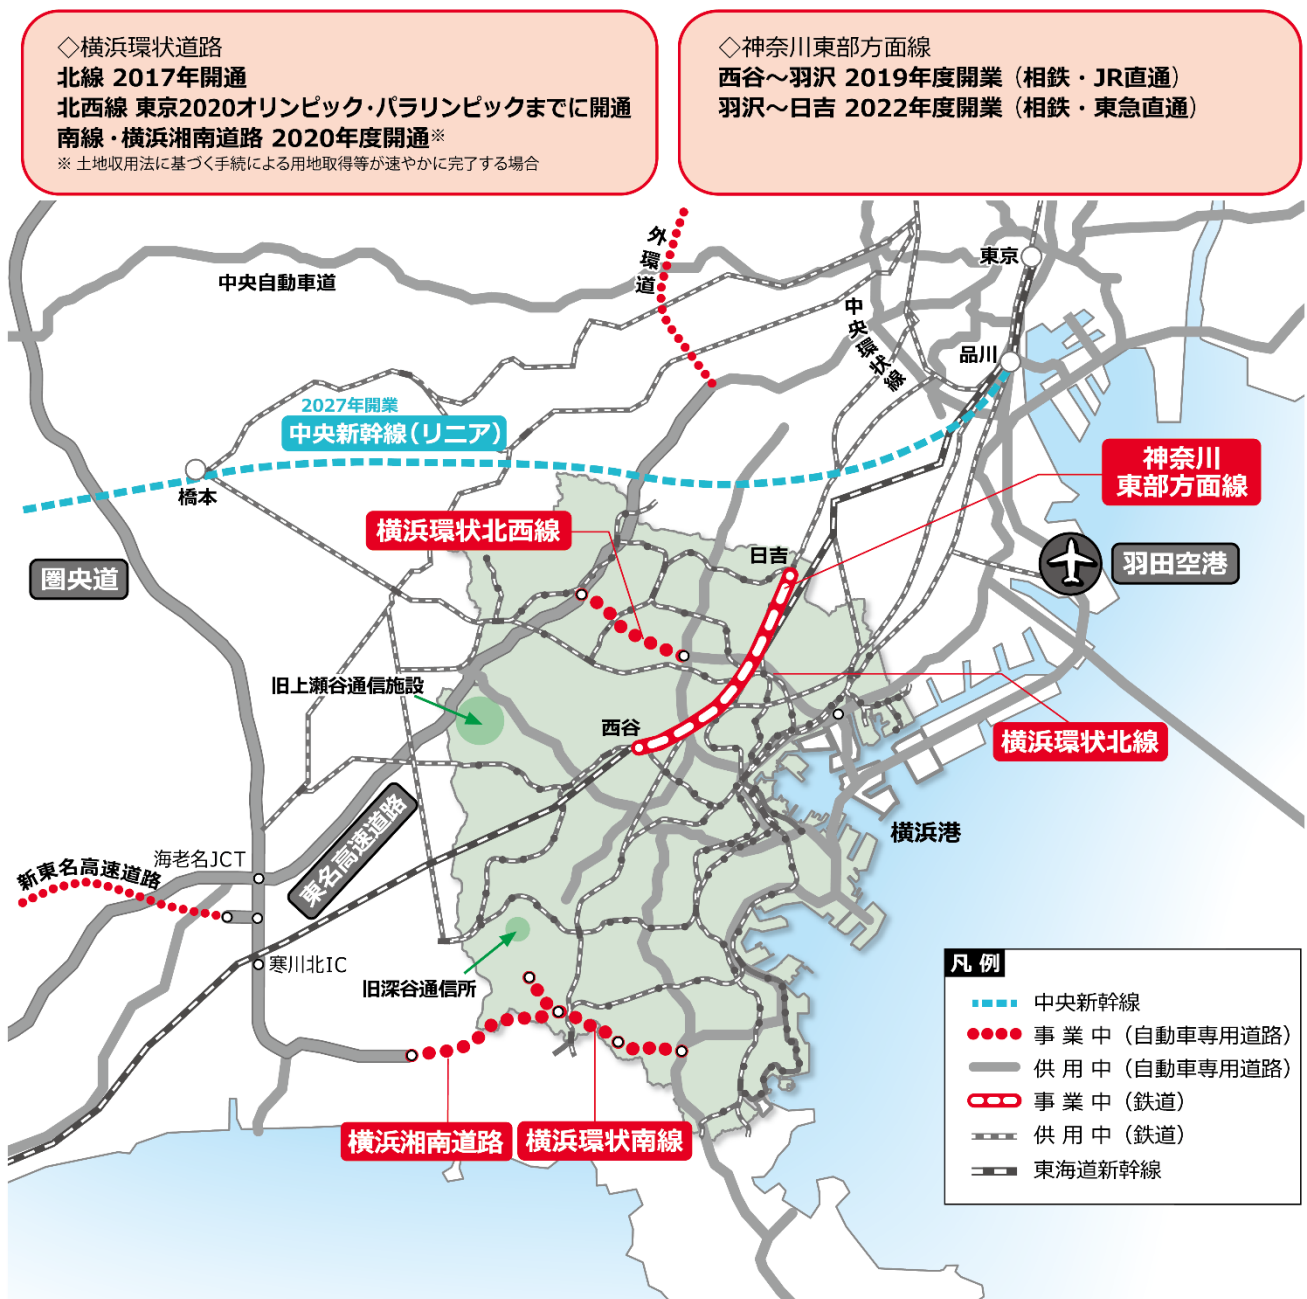 ◇横浜環状道路
北線 2017年開通
北西線 東京2020オリンピック・パラリンピックまでに開通
南線・横浜湘南道路 2020年度開通※
※ 土地収用法に基づく手続による用地取得等が速やかに完了する場合
◇神奈川東部方面線
西谷～羽沢 2019年度開業（相鉄・JR直通）
羽沢～日吉 2022年度開業（相鉄・東急直通）
外環道
中央自動車道
東京
中央環状線
品川
2027年開業
中央新幹線(リニア)
橋本
神奈川
東部方面線
横浜環状北西線
日吉
圏央道
羽田空港
旧上瀬谷通信施設
西谷
横浜環状北線
東名高速道路
横浜港
海老名JCT
新東名高速道路
寒川北IC
旧深谷通信所
横浜湘南道路
横浜環状南線
凡 例
中央新幹線
事 業 中（自動車専用道路）
供 用 中（自動車専用道路）
事 業 中（鉄道）
供 用 中（鉄道）
東海道新幹線